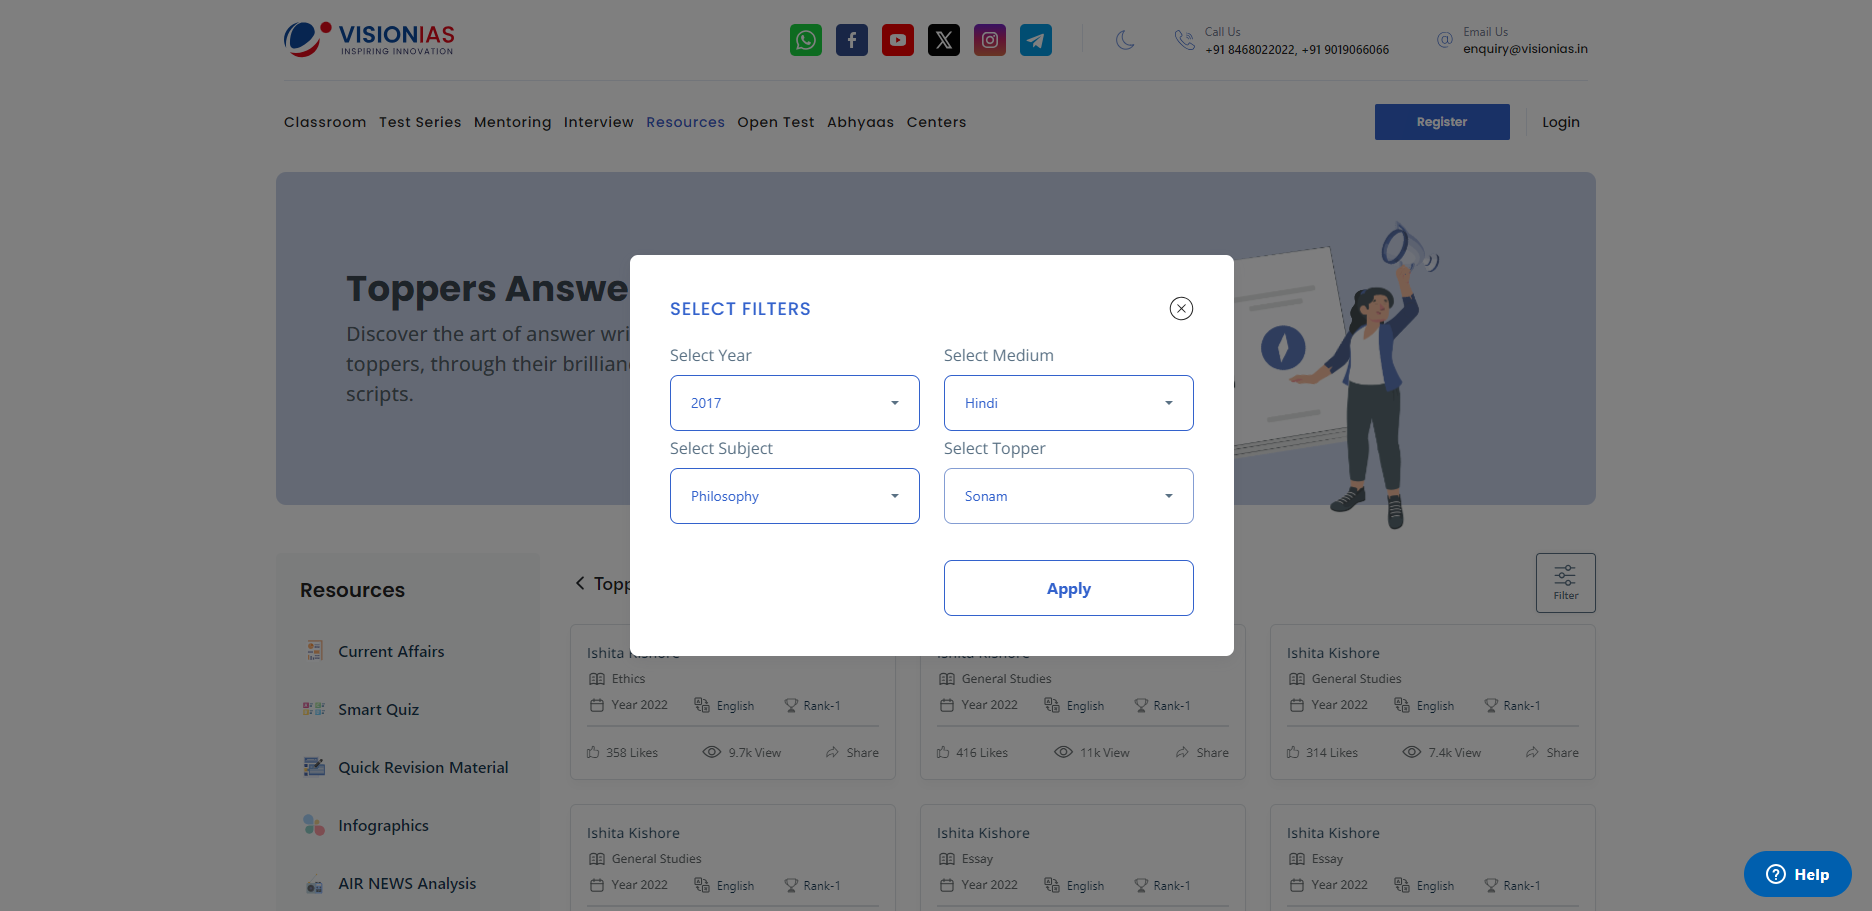 VISIONIAS
INSPIRING INNOVATION
Call Us
+91 8468022022, +91 9019066066
Email Us
enquiry@visionias.in
Classroom Test Series Mentoring Interview Resources Open Test Abhyaas Centers
Register
Login
Toppers Answe
Discover the art of answer wri
toppers, through their brillian
scripts.
SELECT FILTERS
Select Year
Select Medium
2017
Hindi
Select Subject
Select Topper
Philosophy
Sonam
Apply
Resources
Current Affairs
Smart Quiz
Quick Revision Material
Infographics
AIR NEWS Analysis
Topp
Filter
Ishita Kishore
Ethics
Year 2022 English Rank-1
358 Likes 9.7k View Share
Ishita Kishore
General Studies
Year 2022 English Rank-1
416 Likes 11k View Share
Ishita Kishore
General Studies
Year 2022 English Rank-1
314 Likes 7.4k View Share
Ishita Kishore
General Studies
Year 2022 English Rank-1
Ishita Kishore
Essay
Year 2022 English Rank-1
Ishita Kishore
Essay
Year 2022 English Rank-1
Help